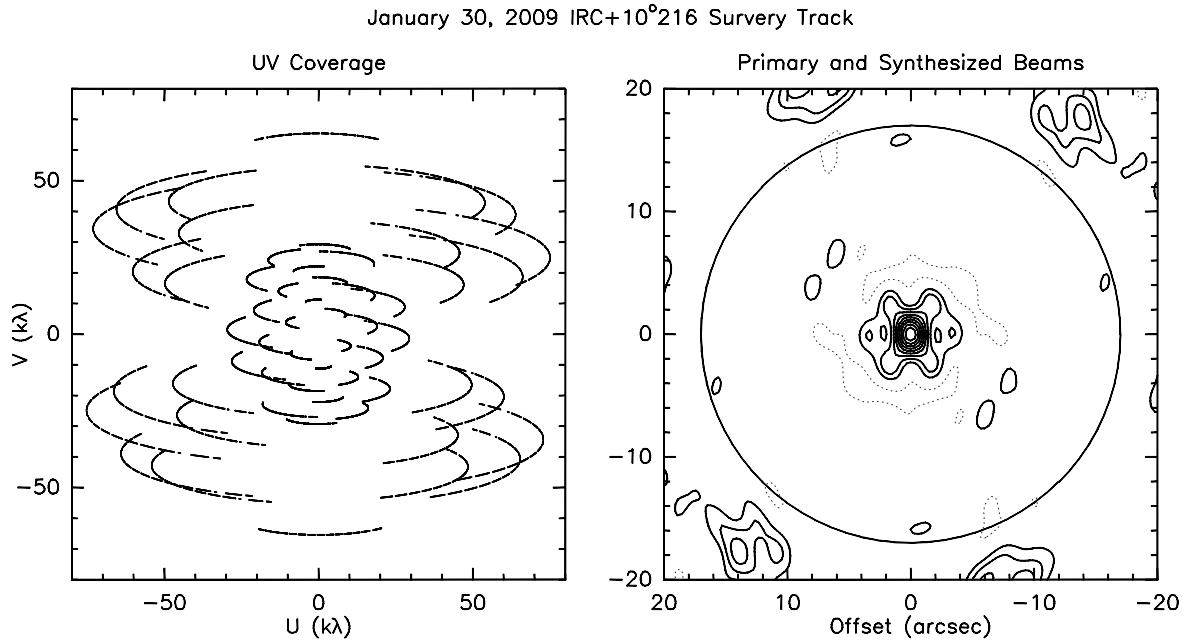 January 30, 2009 IRC+10°216 Survery Track
UV Coverage
Primary and Synthesized Beams
V (kλ)
50
0
−50
−50 0 50
U (kλ)
20
10
0
−10
−20
20 10 0 −10 −20
Offset (arcsec)